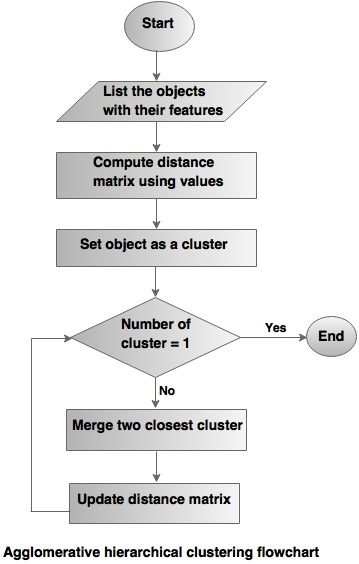 Start
List the objects
with their features
Compute distance
matrix using values
Set object as a cluster
Number of
cluster = 1
Yes
End
No
Merge two closest cluster
Update distance matrix
Agglomerative hierarchical clustering flowchart